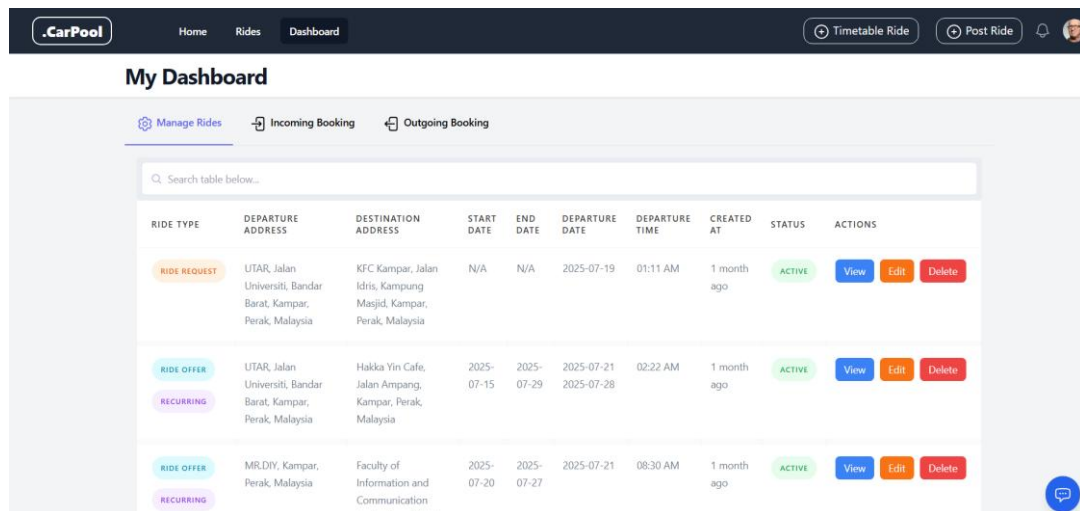 .CarPool Home Rides Dashboard Timetable Ride Post Ride
My Dashboard
Manage Rides Incoming Booking Outgoing Booking
Search table below...
RIDE TYPE DEPARTURE ADDRESS DESTINATION ADDRESS START DATE END DATE DEPARTURE DATE DEPARTURE TIME CREATED AT STATUS ACTIONS
RIDE REQUEST UTAR, Jalan KFC Kampar, Jalan N/A N/A 2025-07-19 01:11 AM 1 month ACTIVE View Edit Delete
Universiti, Bandar Idris, Kampung ago
Barat, Kampar, Masjid, Kampar,
Perak, Malaysia Perak, Malaysia
RIDE OFFER UTAR, Jalan Hakka Yin Cafe, 2025- 2025- 2025-07-21 02:22 AM 1 month ACTIVE View Edit Delete
Universiti, Bandar Jalan Ampang, 07-15 07-29 2025-07-28 ago
RECURRING Barat, Kampar, Kampar, Perak,
Perak, Malaysia Malaysia
RIDE OFFER MR.DIY, Kampar, Faculty of 2025- 2025- 2025-07-21 08:30 AM 1 month ACTIVE View Edit Delete
Perak, Malaysia Information and 07-20 07-27 ago
RECURRING Communication